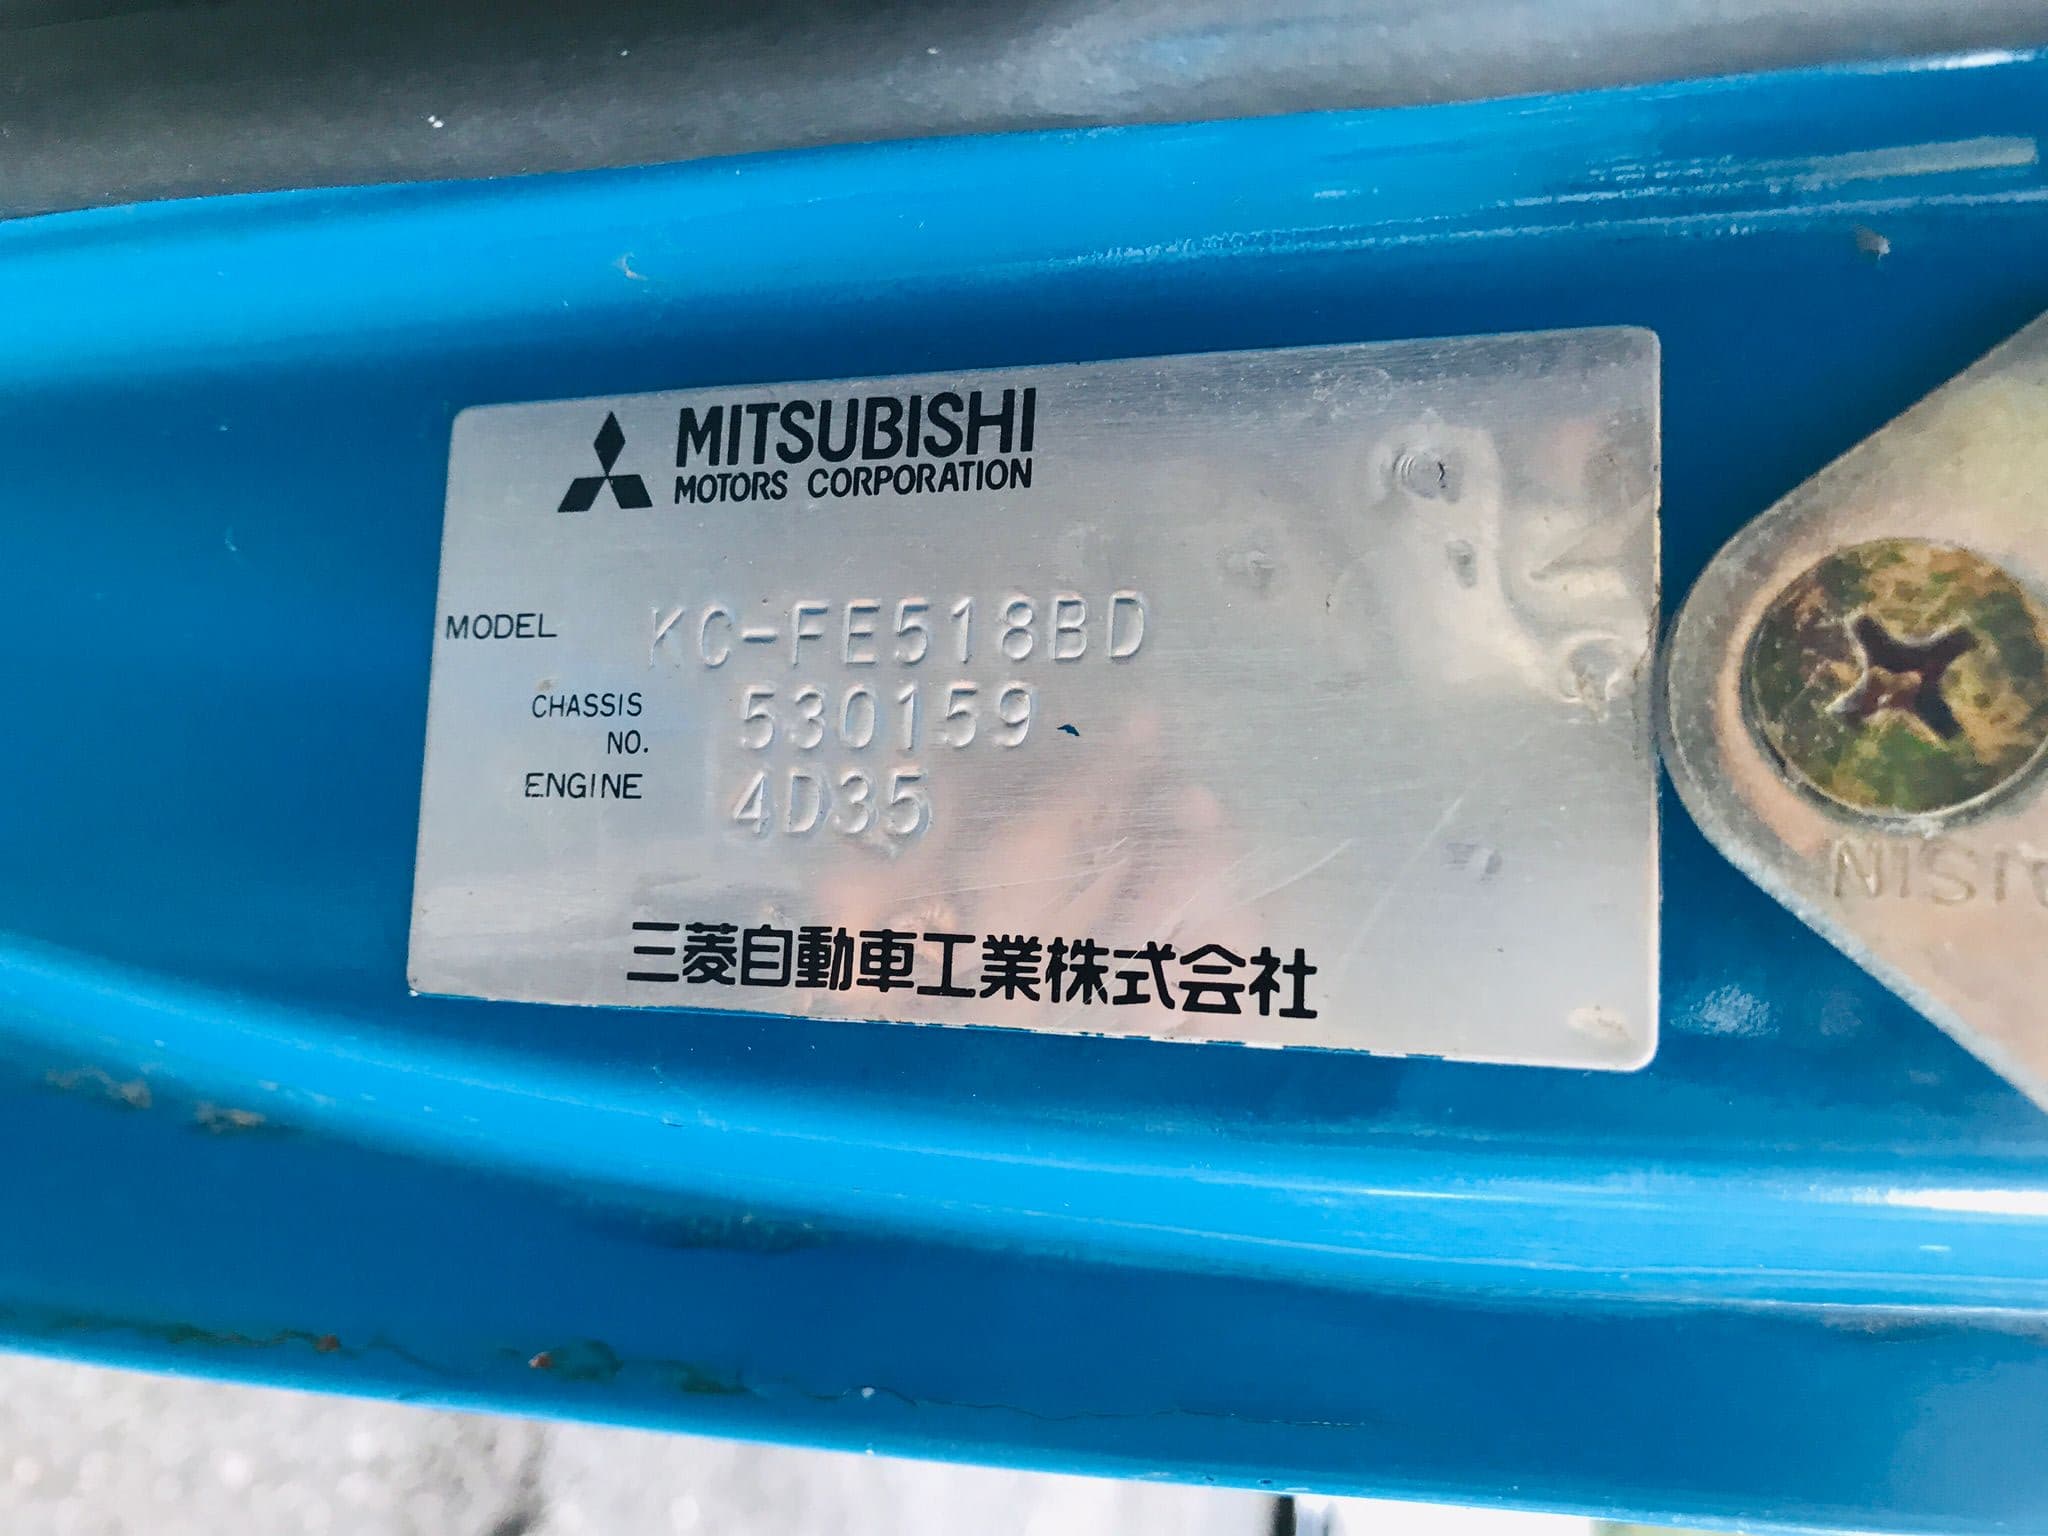 MITSUBISHI
MOTORS CORPORATION
MODEL KC-FE518BD
CHASSIS
NO. 530159
ENGINE 4D35
三菱自動車工業株式会社